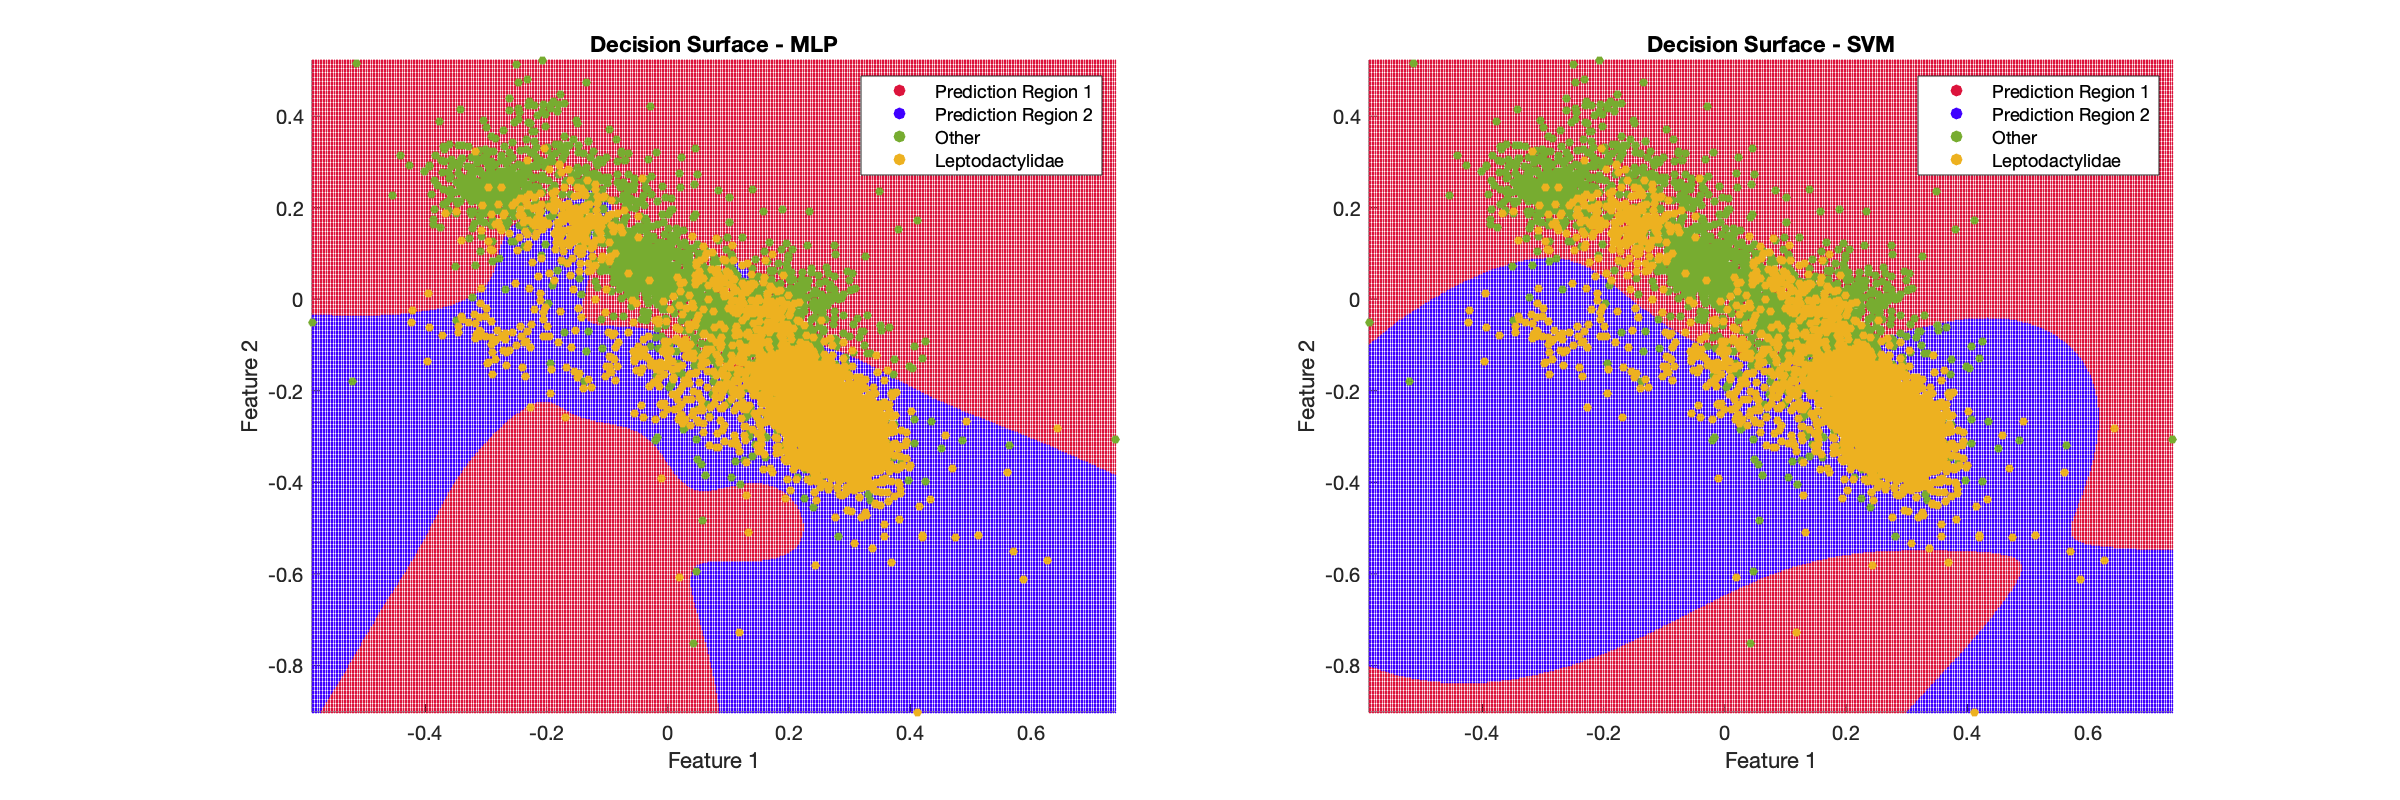 Decision Surface - MLP
Prediction Region 1
Prediction Region 2
Other
Leptodactylidae
0.4
0.2
0
-0.2
-0.4
-0.6
-0.8
Feature 2
-0.4
-0.2
0
0.2
0.4
0.6
Feature 1
Decision Surface - SVM
Prediction Region 1
Prediction Region 2
Other
Leptodactylidae
0.4
0.2
0
-0.2
-0.4
-0.6
-0.8
Feature 2
-0.4
-0.2
0
0.2
0.4
0.6
Feature 1